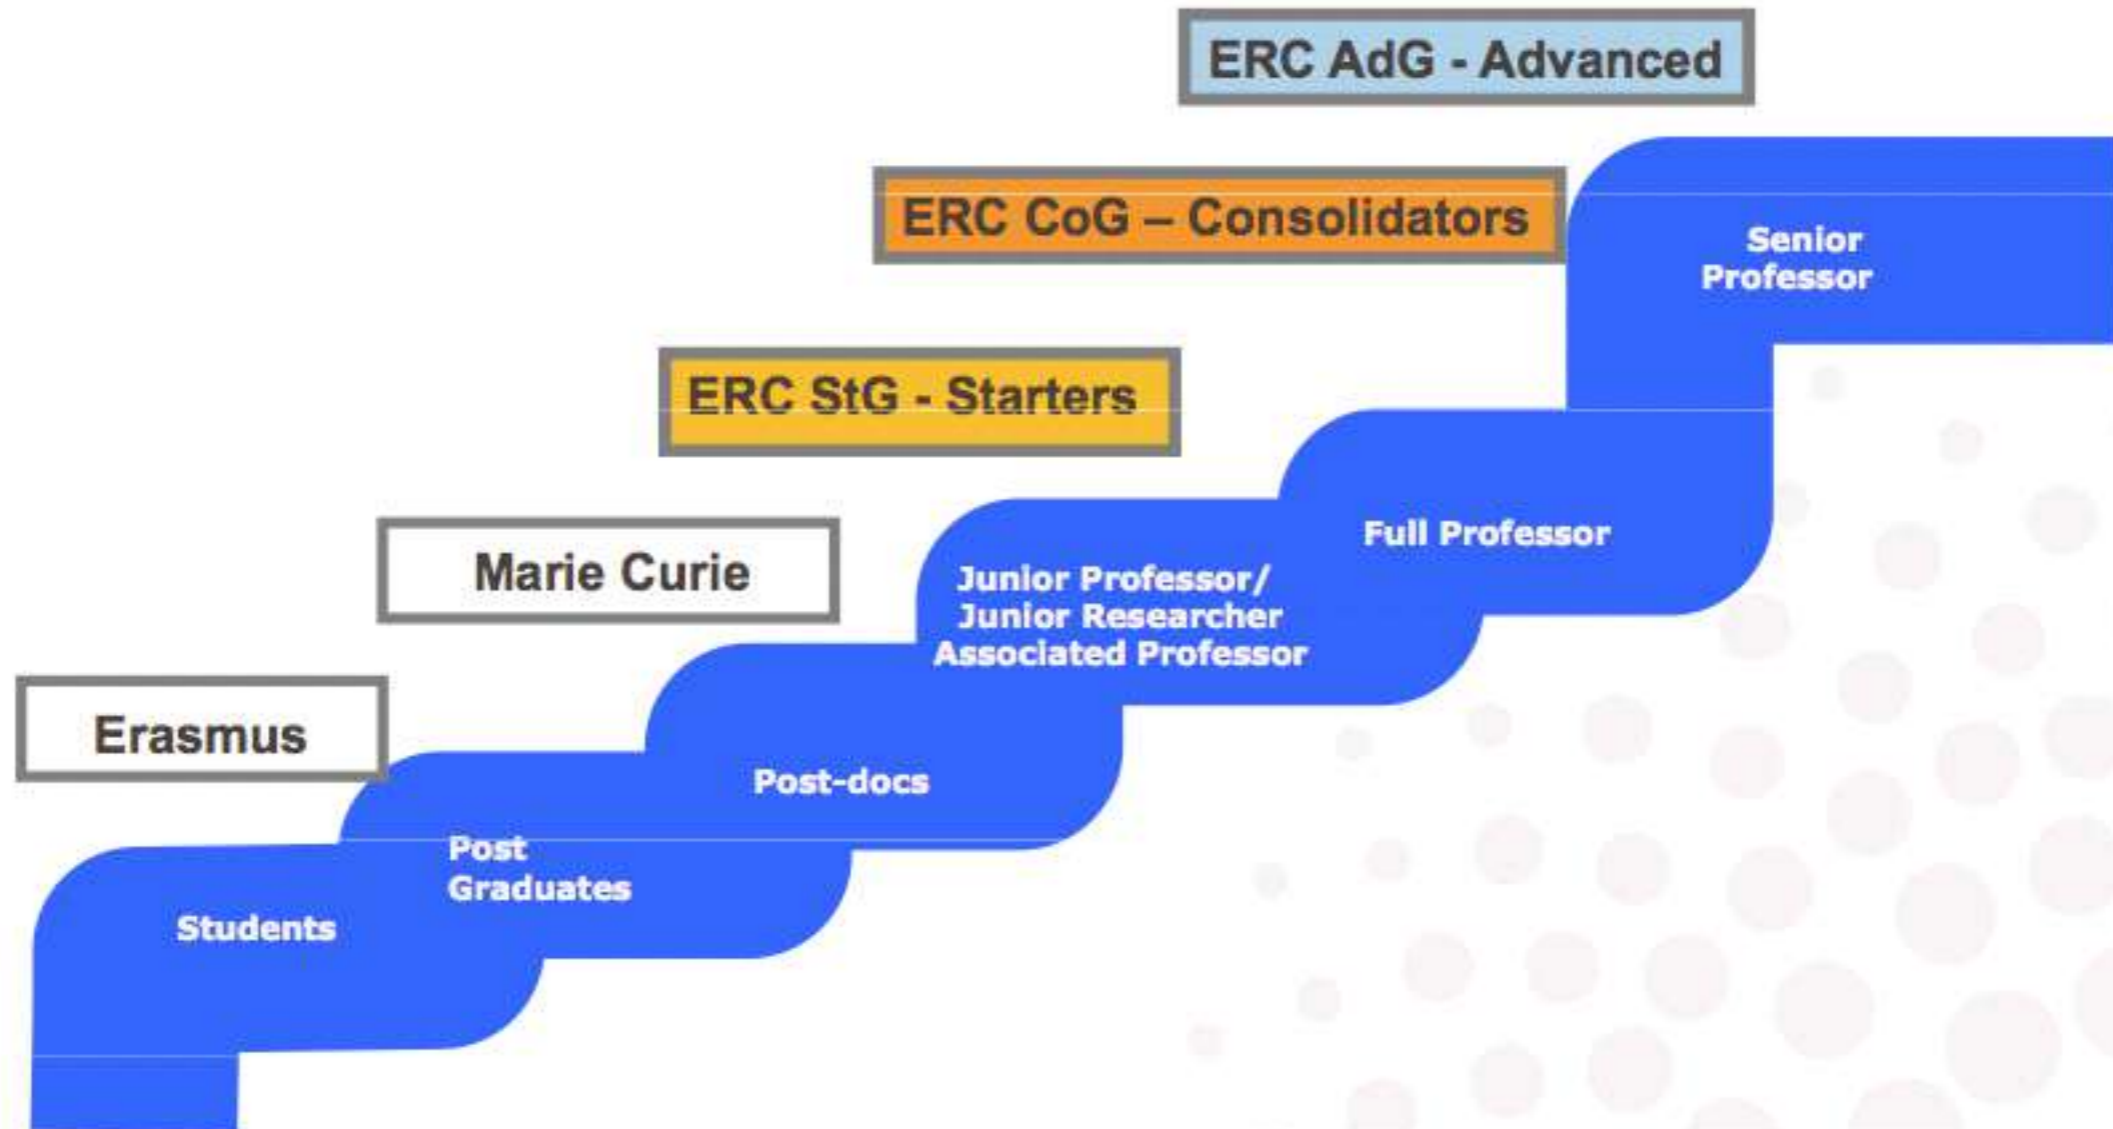 ERC AdG - Advanced
ERC CoG – Consolidators
Senior
Professor
ERC StG - Starters
Full Professor
Marie Curie
Junior Professor/
Junior Researcher
Associated Professor
Erasmus
Post-docs
Post
Graduates
Students